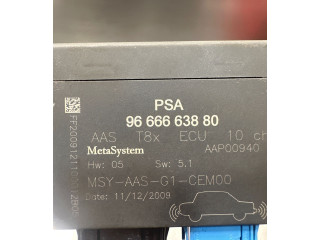 PSA
96 666 638 80
AAS T8x ECU 10 ch
MetaSystem AAP00940
Hw: 05 Sw: 5.1
MSY-AAS-G1-CEM00
Date: 11/12/2009